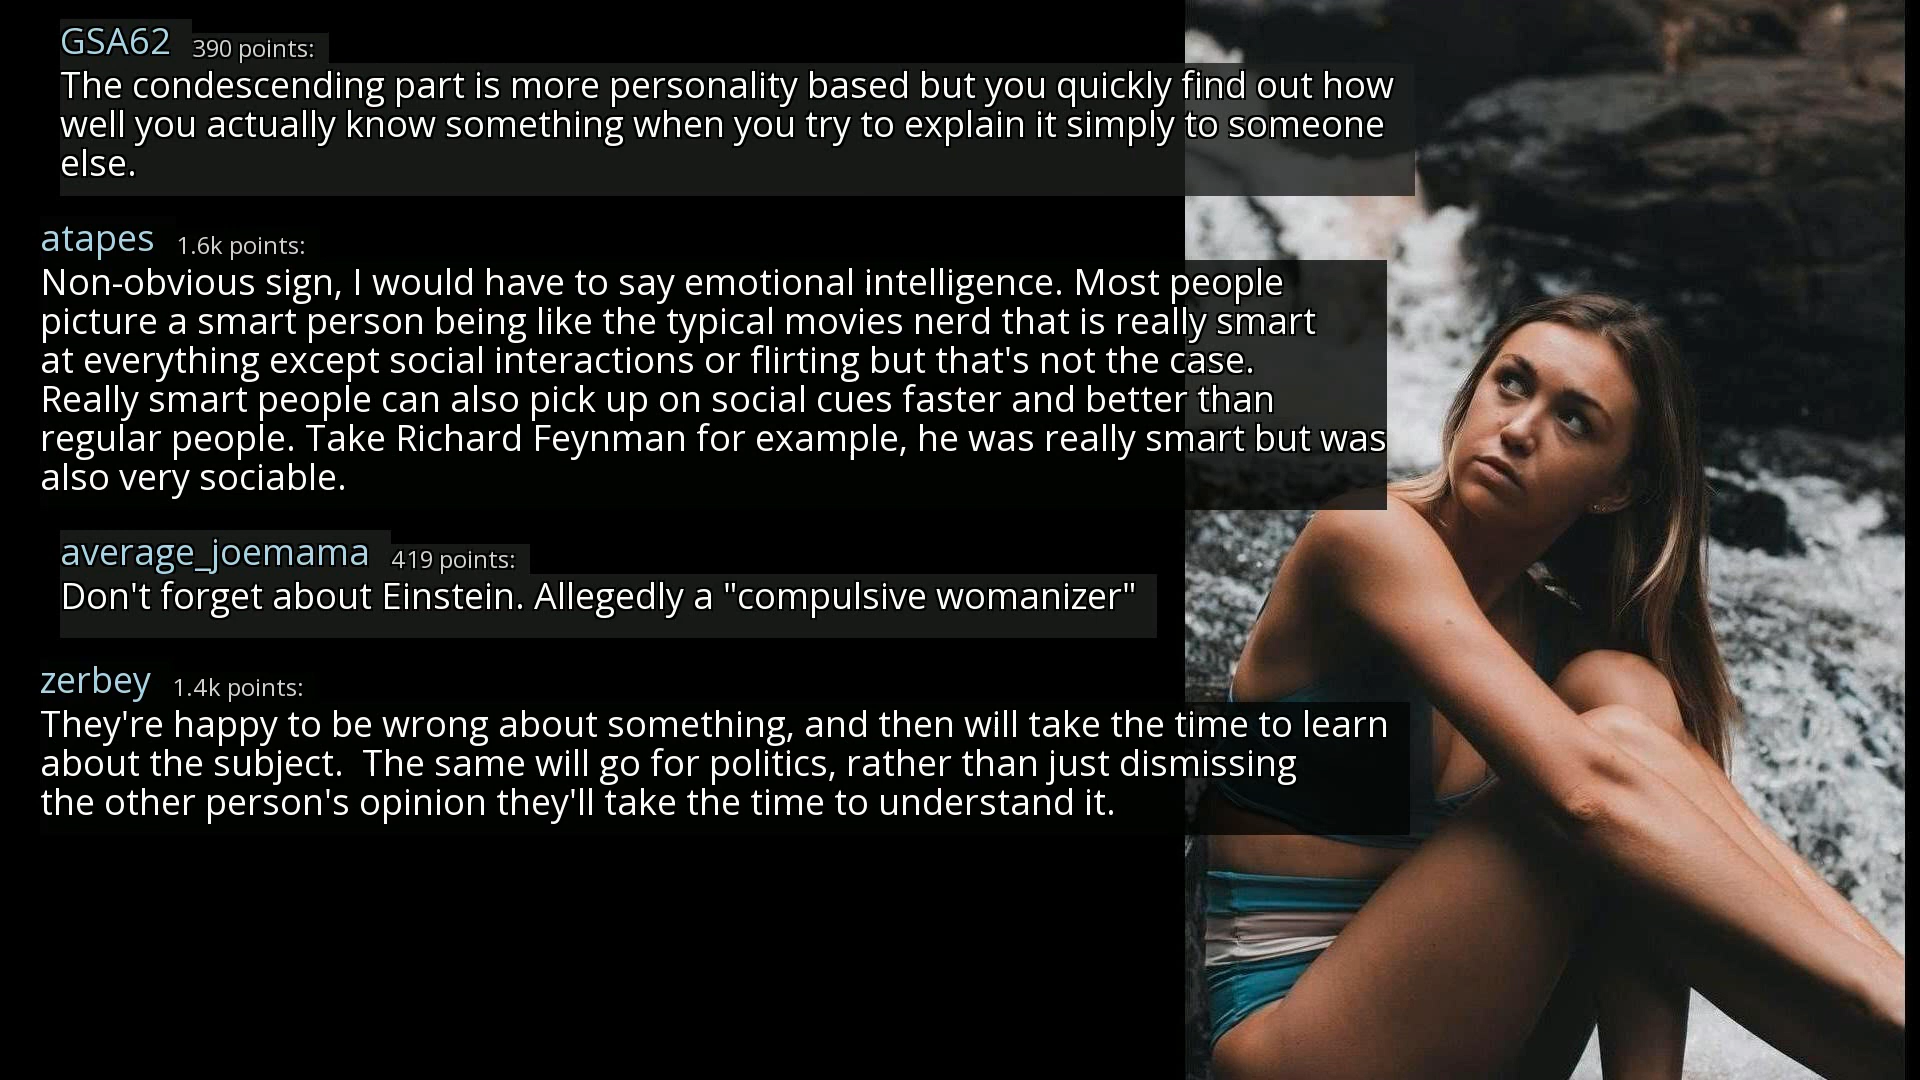 GSA62 390 points:
The condescending part is more personality based but you quickly find out how
well you actually know something when you try to explain it simply to someone
else.
atapes 1.6k points:
Non-obvious sign, I would have to say emotional intelligence. Most people
picture a smart person being like the typical movies nerd that is really smart
at everything except social interactions or flirting but that's not the case.
Really smart people can also pick up on social cues faster and better than
regular people. Take Richard Feynman for example, he was really smart but was
also very sociable.
average_joemama 419 points:
Don't forget about Einstein. Allegedly a "compulsive womanizer"
zerbey 1.4k points:
They're happy to be wrong about something, and then will take the time to learn
about the subject.  The same will go for politics, rather than just dismissing
the other person's opinion they'll take the time to understand it.